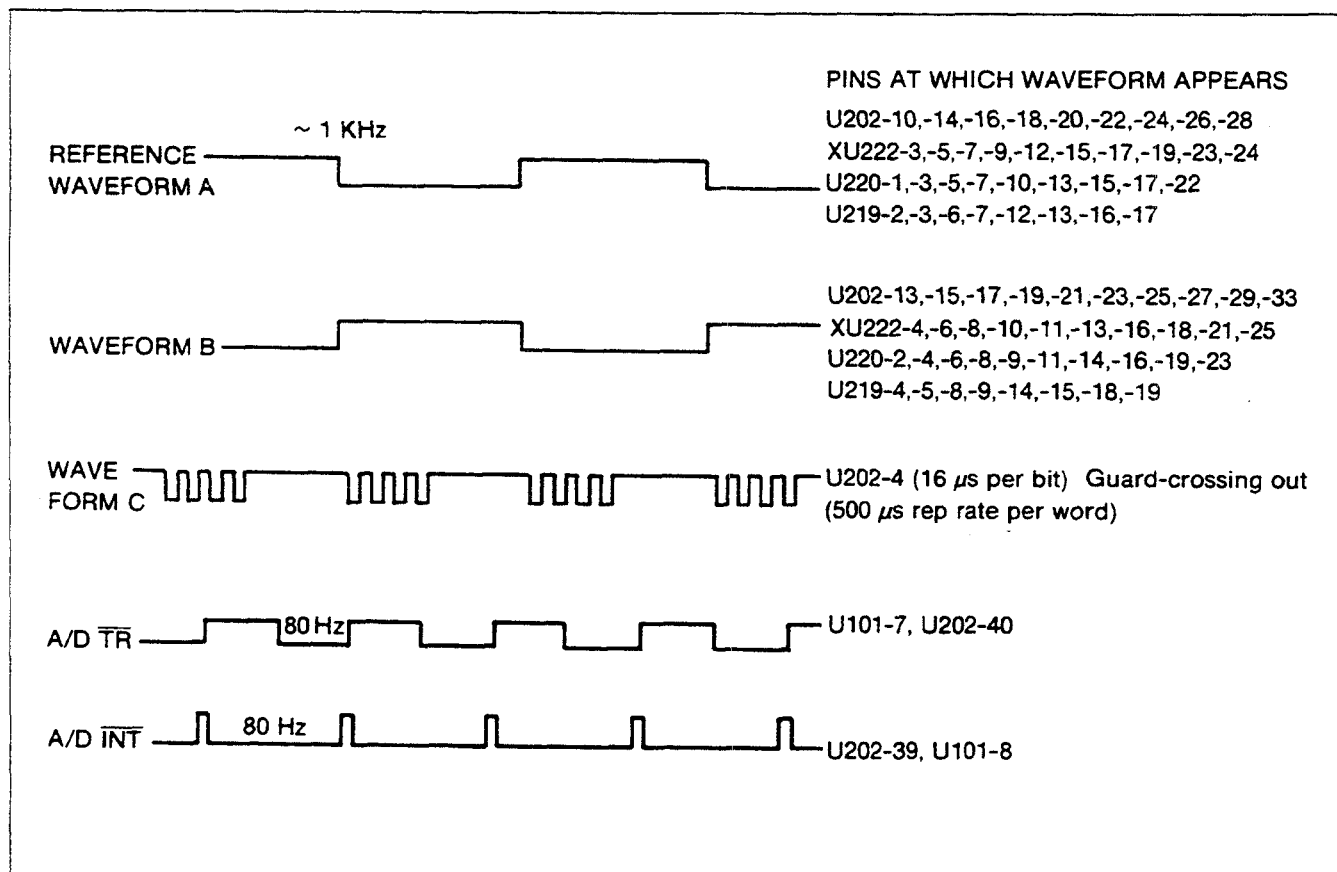 PINS AT WHICH WAVEFORM APPEARS
~ 1 KHz
REFERENCE
WAVEFORM A
U202-10,-14,-16,-18,-20,-22,-24,-26,-28
XU222-3,-5,-7,-9,-12,-15,-17,-19,-23,-24
U220-1,-3,-5,-7,-10,-13,-15,-17,-22
U219-2,-3,-6,-7,-12,-13,-16,-17
WAVEFORM B
U202-13,-15,-17,-19,-21,-23,-25,-27,-29,-33
XU222-4,-6,-8,-10,-11,-13,-16,-18,-21,-25
U220-2,-4,-6,-8,-9,-11,-14,-16,-19,-23
U219-4,-5,-8,-9,-14,-15,-18,-19
WAVE
FORM C
U202-4 (16 µs per bit) Guard-crossing out
(500 µs rep rate per word)
A/D T̅R̅
80 Hz
U101-7, U202-40
A/D I̅N̅T̅
80 Hz
U202-39, U101-8